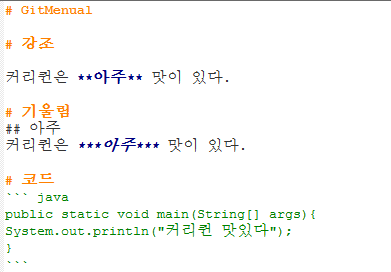 # GitMenual
# 강조
커리퀸은 **아주** 맛이 있다.
# 기울림
## 아주
커리퀸은 ***아주*** 맛이 있다.
# 코드
``` java
public static void main(String[] args){
System.out.println("커리퀸 맛있다");
}
```